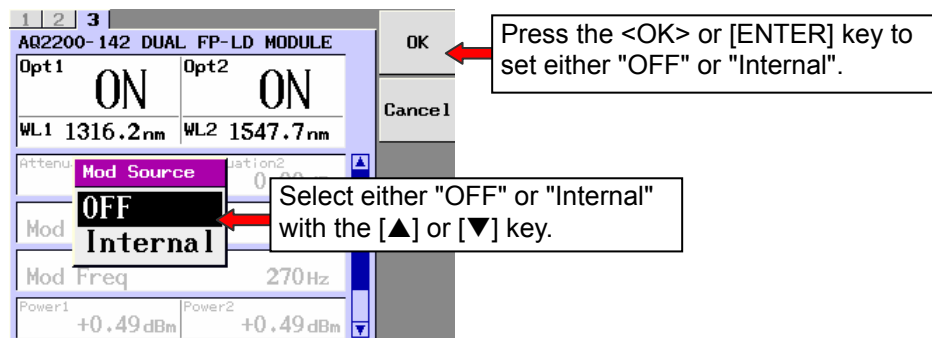 1 2 3
AQ2200-142 DUAL FP-LD MODULE
Opt1 ON Opt2 ON
WL1 1316.2nm WL2 1547.7nm
Mod Source
OFF
Internal
Mod
Mod Freq 270Hz
Power1 +0.49dBm Power2 +0.49dBm
OK
Cancel
Press the <OK> or [ENTER] key to
set either "OFF" or "Internal".
Select either "OFF" or "Internal"
with the [▲] or [▼] key.